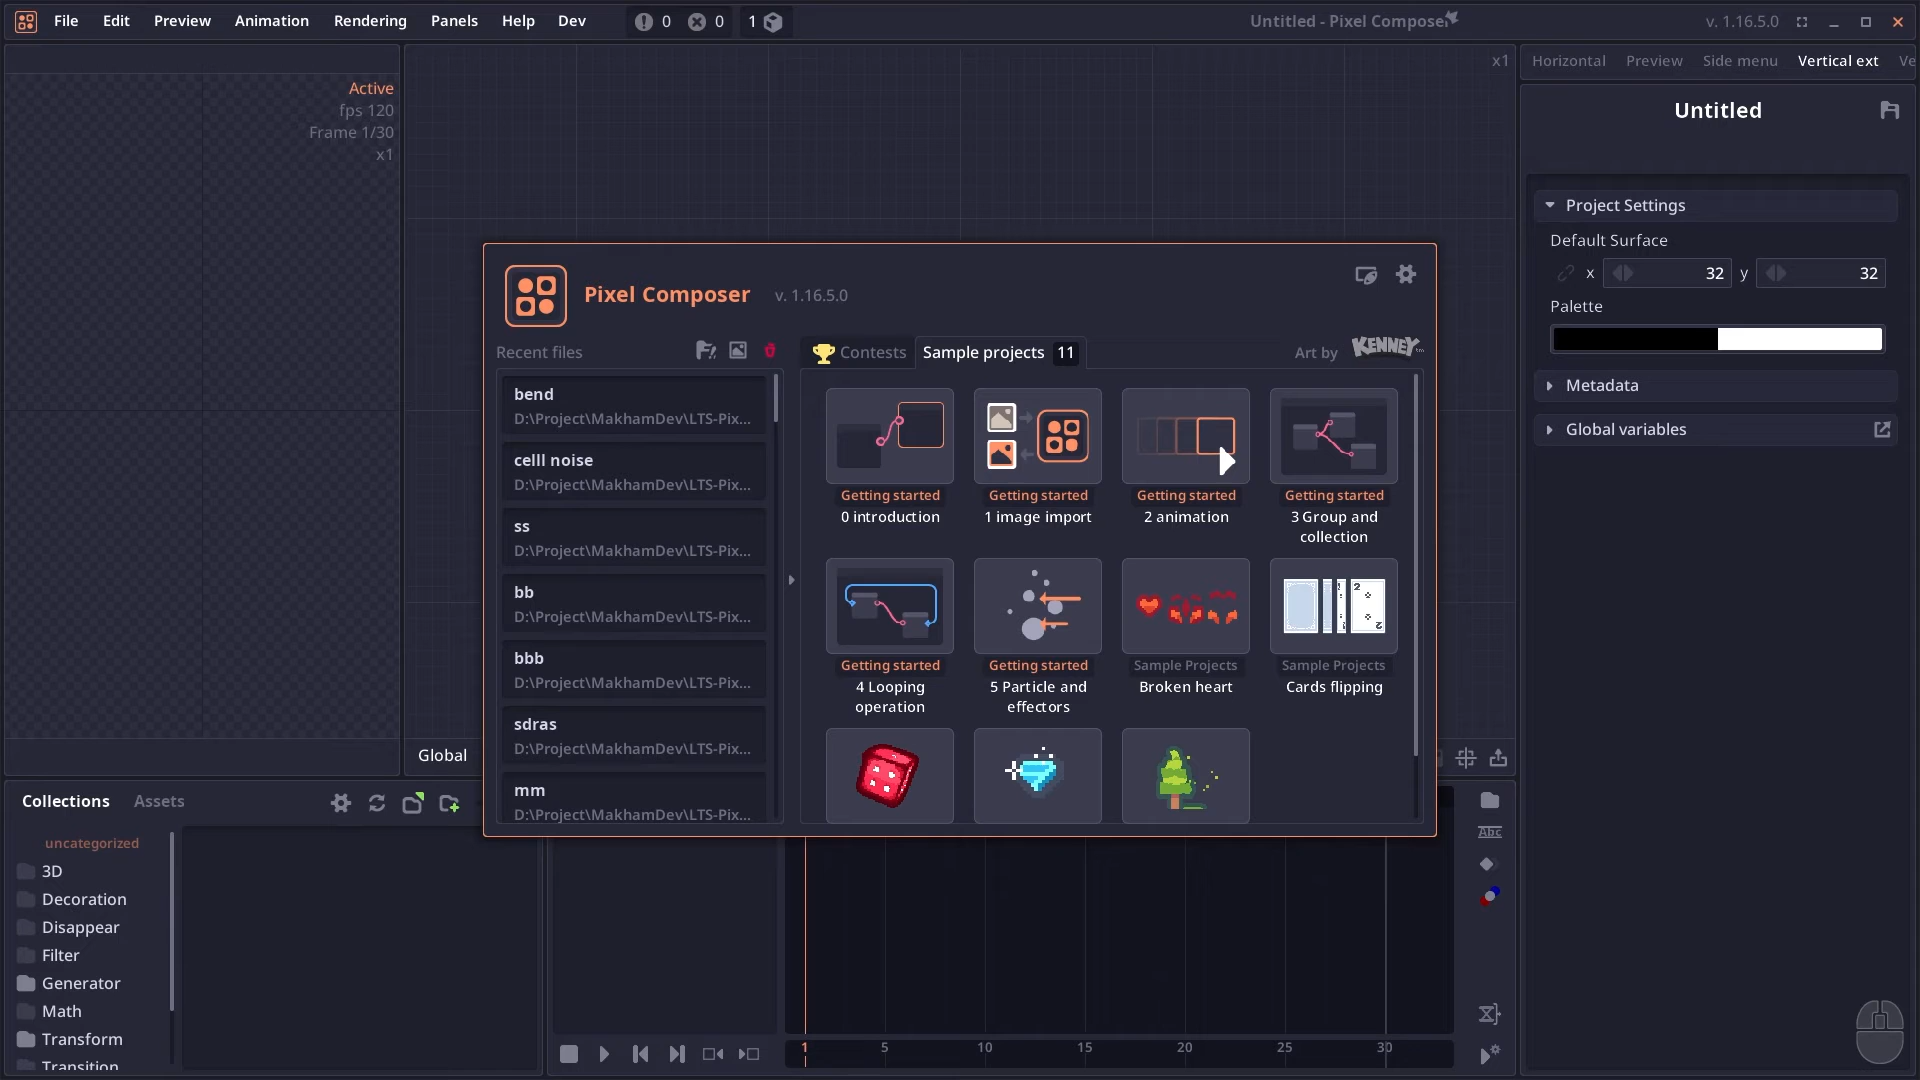 File Edit Preview Animation Rendering Panels Help Dev 0 0 1 Untitled - Pixel Composer v. 1.16.5.0
Active
fps 120
Frame 1/30
x1
x1
Horizontal Preview Side menu Vertical ext Ve
Untitled
Project Settings
Default Surface
x 32 y 32
Palette
Metadata
Global variables
Pixel Composer v. 1.16.5.0
Recent files
Contests Sample projects 11 Art by KENNEY
bend
D:\Project\MakhamDev\LTS-Pix...
celll noise
D:\Project\MakhamDev\LTS-Pix...
ss
D:\Project\MakhamDev\LTS-Pix...
bb
D:\Project\MakhamDev\LTS-Pix...
bbb
D:\Project\MakhamDev\LTS-Pix...
sdras
D:\Project\MakhamDev\LTS-Pix...
mm
D:\Project\MakhamDev\LTS-Pix...
Getting started
0 introduction
Getting started
1 image import
Getting started
2 animation
Getting started
3 Group and
collection
Getting started
4 Looping
operation
Getting started
5 Particle and
effectors
Sample Projects
Broken heart
Sample Projects
Cards flipping
2
2
Global
Collections Assets
uncategorized
3D
Decoration
Disappear
Filter
Generator
Math
Transform
Transition
Abc
1 5 10 15 20 25 30